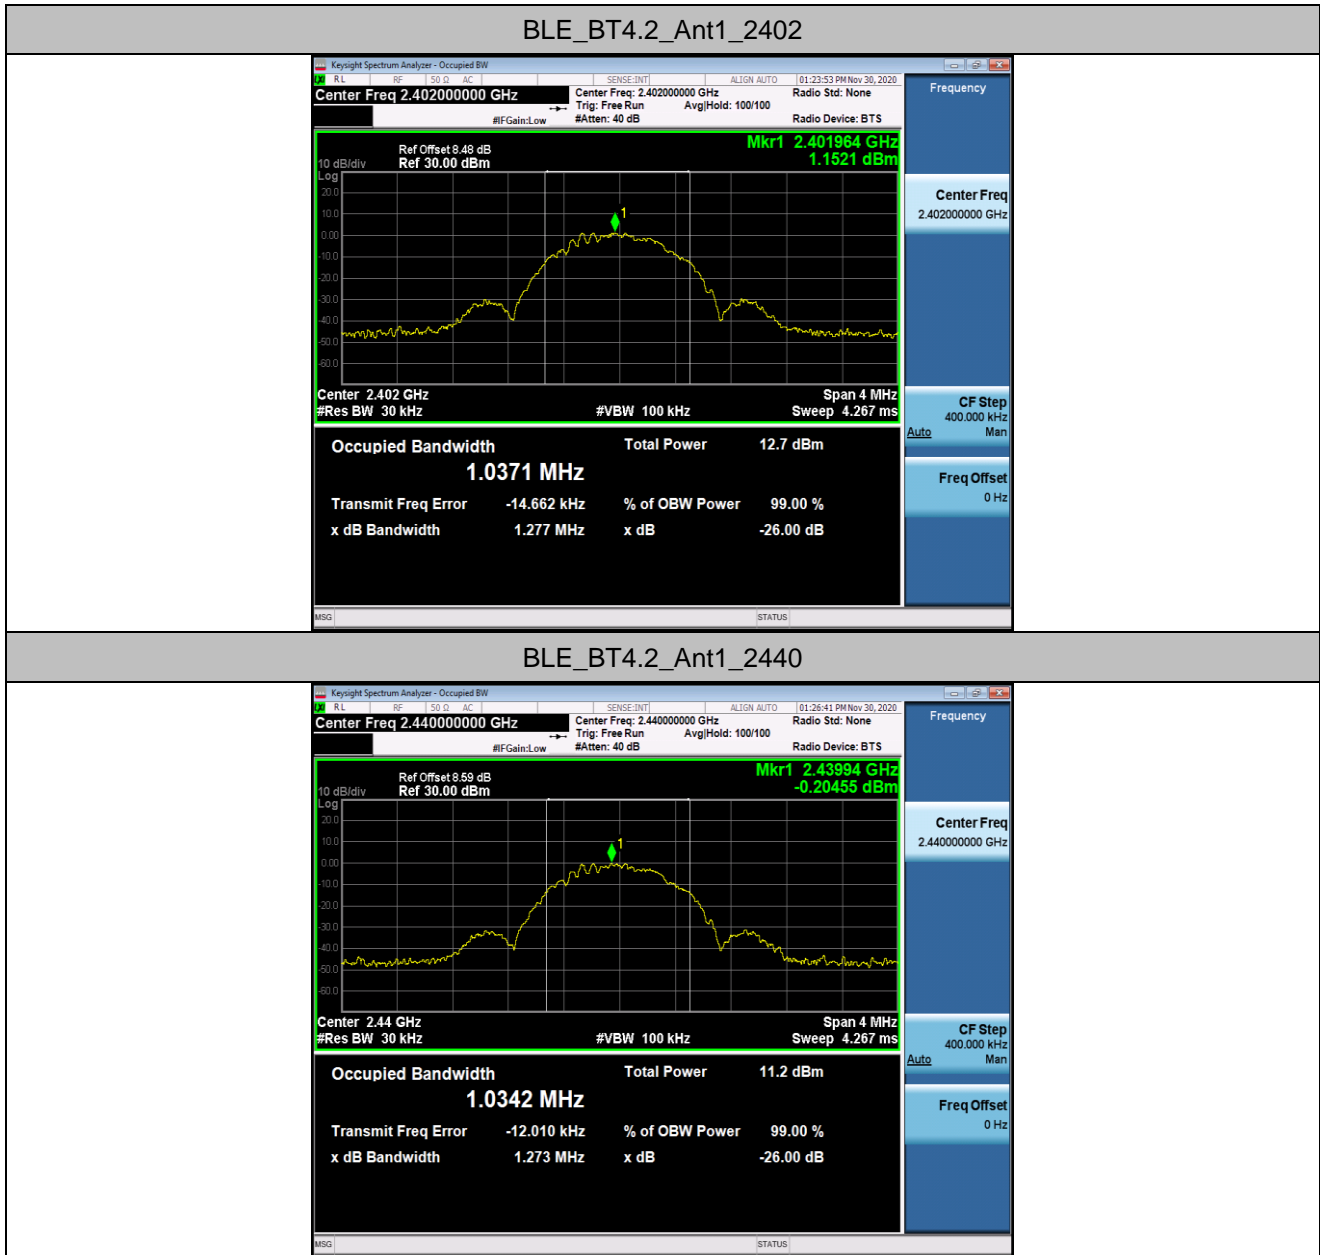 BLE_BT4.2_Ant1_2402
Keysight Spectrum Analyzer - Occupied BW
RL RF 50 Ω AC SENSE:INT ALIGN AUTO 01:23:53 PM Nov 30, 2020
Center Freq 2.402000000 GHz
Center Freq: 2.402000000 GHz
Radio Std: None
Trig: Free Run Avg|Hold: 100/100
#IFGain:Low #Atten: 40 dB Radio Device: BTS
Frequency
Mkr1 2.401964 GHz
1.1521 dBm
Ref Offset 8.48 dB
10 dB/div Ref 30.00 dBm
Log
20.0
10.0
1
0.00
-10.0
-20.0
-30.0
-40.0
-50.0
-60.0
Center 2.402 GHz Span 4 MHz
#Res BW 30 kHz #VBW 100 kHz Sweep 4.267 ms
Center Freq
2.402000000 GHz
CF Step
400.000 kHz
Auto Man
Freq Offset
0 Hz
Occupied Bandwidth Total Power 12.7 dBm
1.0371 MHz
Transmit Freq Error -14.662 kHz % of OBW Power 99.00 %
x dB Bandwidth 1.277 MHz x dB -26.00 dB
MSG STATUS
BLE_BT4.2_Ant1_2440
Keysight Spectrum Analyzer - Occupied BW
RL RF 50 Ω AC SENSE:INT ALIGN AUTO 01:26:41 PM Nov 30, 2020
Center Freq 2.440000000 GHz
Center Freq: 2.440000000 GHz
Radio Std: None
Trig: Free Run Avg|Hold: 100/100
#IFGain:Low #Atten: 40 dB Radio Device: BTS
Frequency
Mkr1 2.43994 GHz
-0.20455 dBm
Ref Offset 8.59 dB
10 dB/div Ref 30.00 dBm
Log
20.0
10.0
1
0.00
-10.0
-20.0
-30.0
-40.0
-50.0
-60.0
Center 2.44 GHz Span 4 MHz
#Res BW 30 kHz #VBW 100 kHz Sweep 4.267 ms
Center Freq
2.440000000 GHz
CF Step
400.000 kHz
Auto Man
Freq Offset
0 Hz
Occupied Bandwidth Total Power 11.2 dBm
1.0342 MHz
Transmit Freq Error -12.010 kHz % of OBW Power 99.00 %
x dB Bandwidth 1.273 MHz x dB -26.00 dB
MSG STATUS